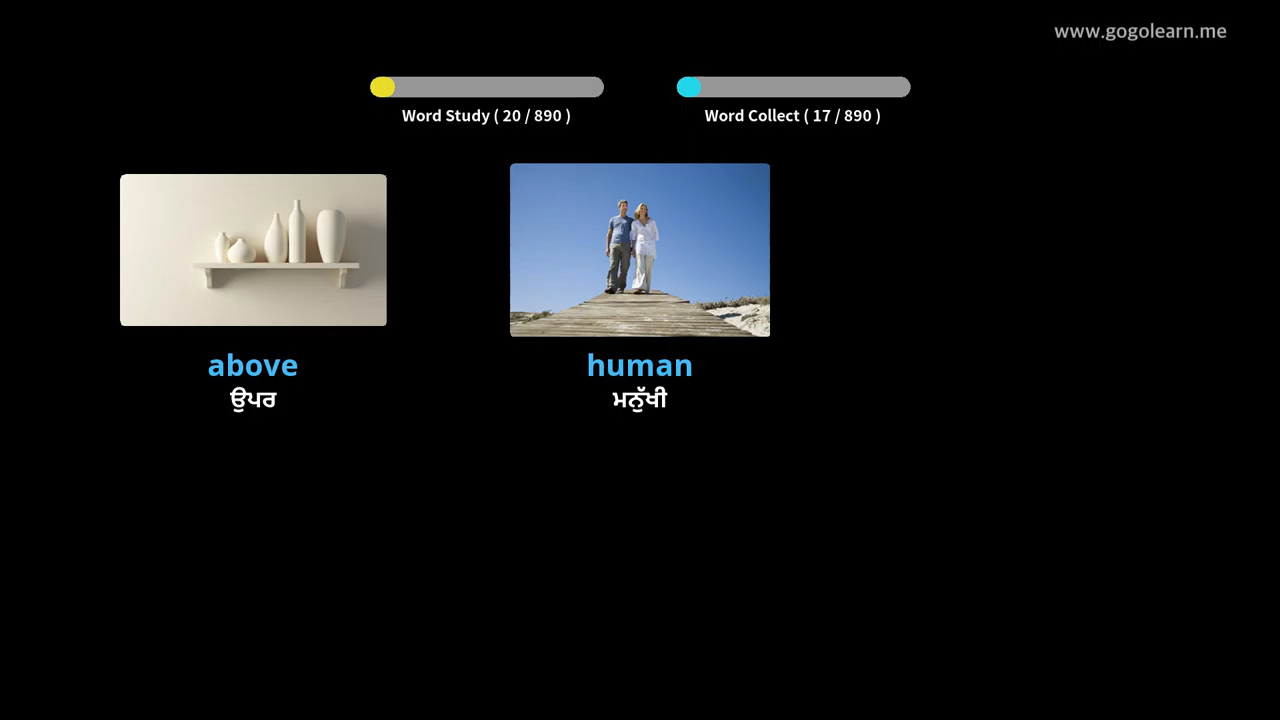 www.gogolearn.me
Word Study ( 20 / 890 )
Word Collect ( 17 / 890 )
above
ਉਪਰ
human
ਮਨੁੱਖੀ